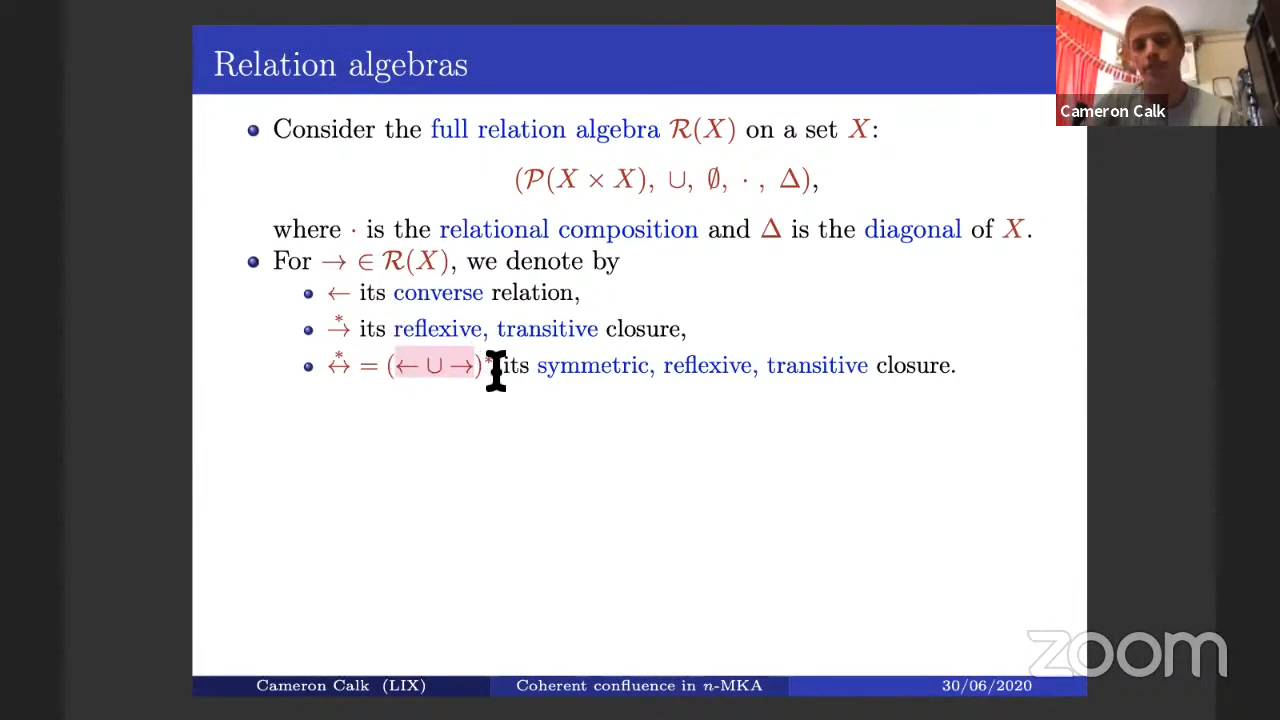 Relation algebras
Cameron Calk
Consider the full relation algebra ℛ(X) on a set X:
(𝒫(X × X), ∪, ∅, · , Δ),
where · is the relational composition and Δ is the diagonal of X.
For → ∈ ℛ(X), we denote by
← its converse relation,
→* its reflexive, transitive closure,
↔* = (← ∪ →)* its symmetric, reflexive, transitive closure.
zoom
Cameron Calk (LIX) Coherent confluence in n-MKA 30/06/2020